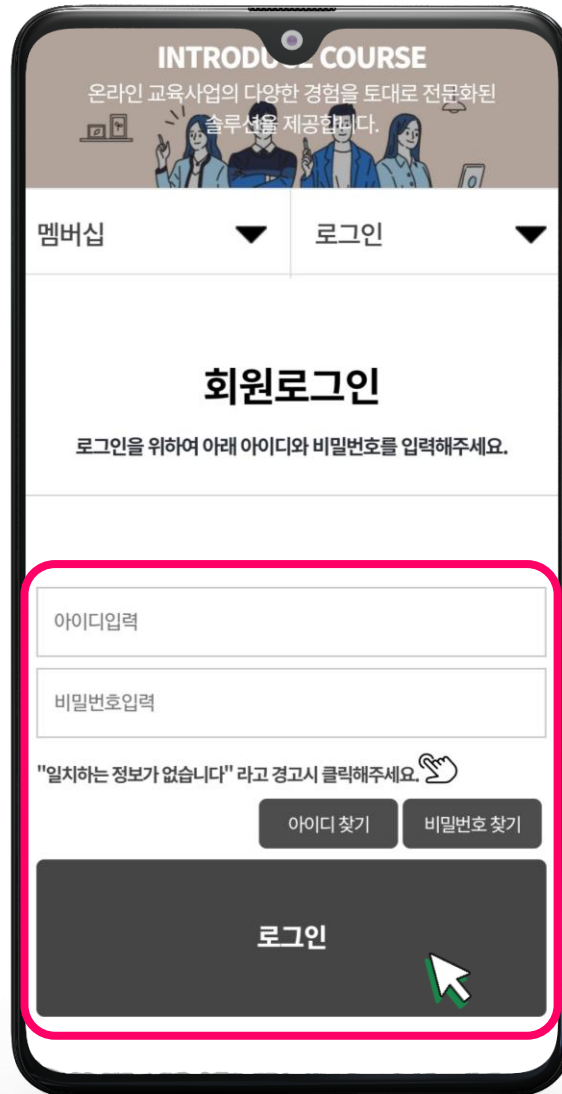 INTRODUCE COURSE
온라인 교육사업의 다양한 경험을 토대로 전문화된
솔루션을 제공합니다.
멤버십
로그인
회원로그인
로그인을 위하여 아래 아이디와 비밀번호를 입력해주세요.
아이디입력
비밀번호입력
"일치하는 정보가 없습니다" 라고 경고시 클릭해주세요.
아이디 찾기
비밀번호 찾기
로그인